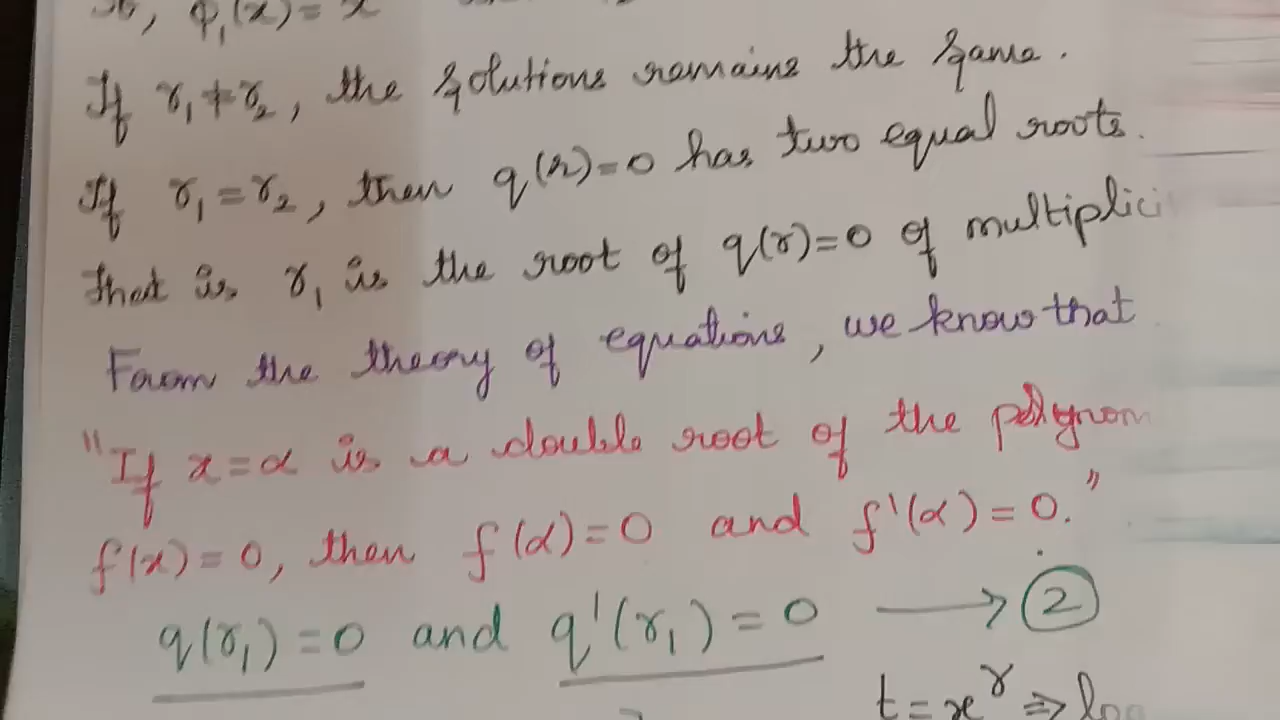 φ₁(x) = x
If r₁ ≠ r₂, the solutions remains the same.
If r₁ = r₂, then q(r) = 0 has two equal roots.
that is r₁ is the root of q(r) = 0 of multiplici
From the theory of equations, we know that
"If x = α is a double root of the polynom
f(x) = 0, then f(α) = 0 and f'(α) = 0."
q(r₁) = 0 and q'(r₁) = 0 → ②
t = x^r ⇒ log